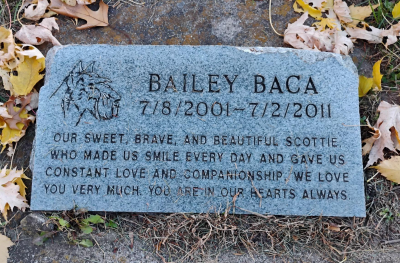 BAILEY BACA
7/8/2001-7/2/2011
OUR SWEET, BRAVE, AND BEAUTIFUL SCOTTIE,
WHO MADE US SMILE EVERY DAY AND GAVE US
CONSTANT LOVE AND COMPANIONSHIP, WE LOVE
YOU VERY MUCH. YOU ARE IN OUR HEARTS ALWAYS.